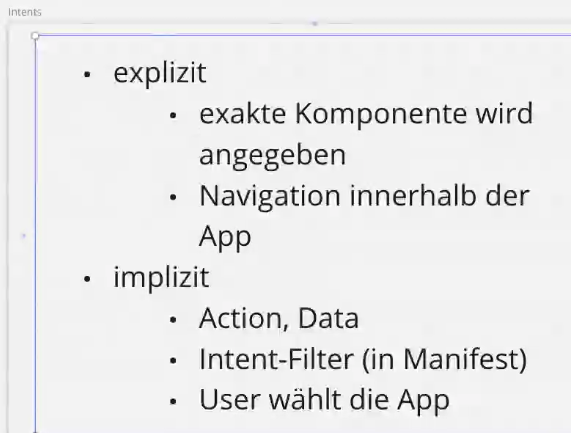 Intents
• explizit
• exakte Komponente wird
angegeben
• Navigation innerhalb der
App
• implizit
• Action, Data
• Intent-Filter (in Manifest)
• User wählt die App